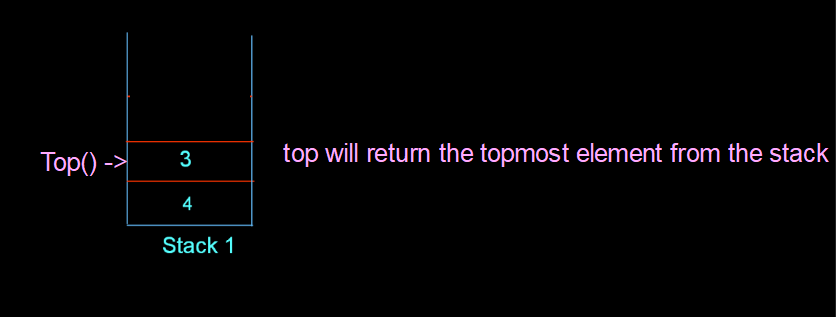 3
Top() -> top will return the topmost element from the stack
4
Stack 1